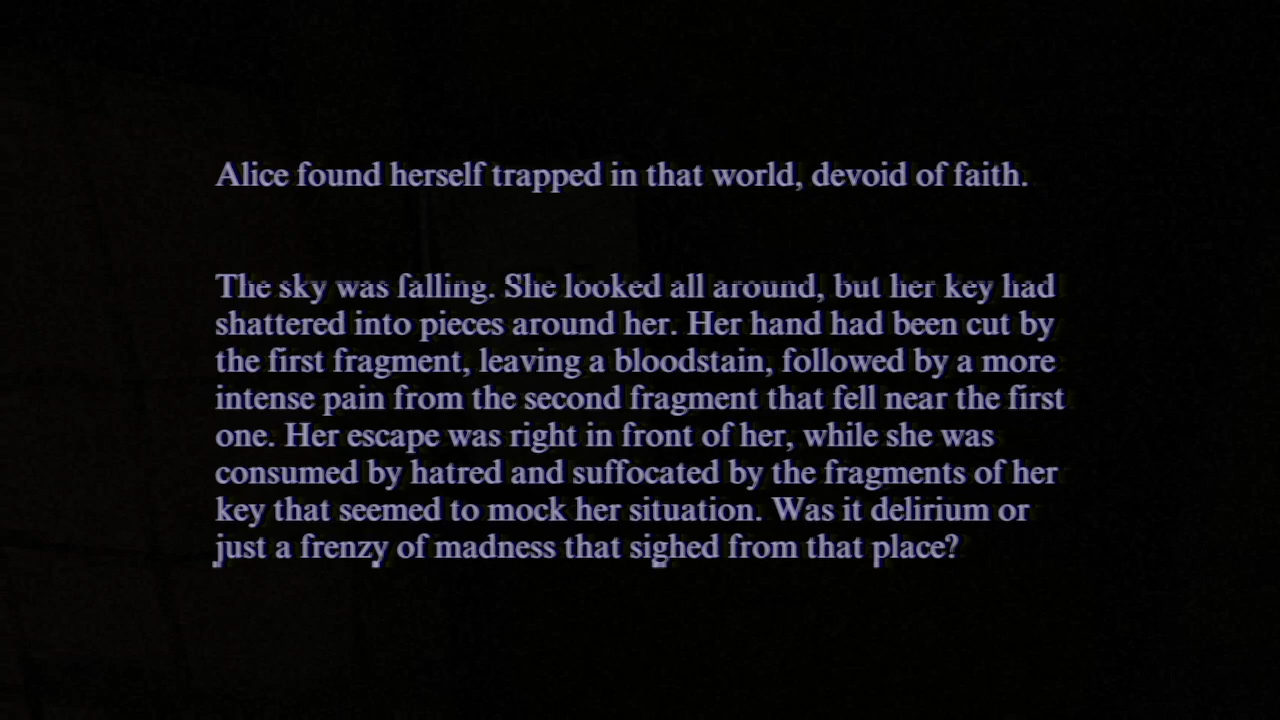 Alice found herself trapped in that world, devoid of faith.
The sky was falling. She looked all around, but her key had
shattered into pieces around her. Her hand had been cut by
the first fragment, leaving a bloodstain, followed by a more
intense pain from the second fragment that fell near the first
one. Her escape was right in front of her, while she was
consumed by hatred and suffocated by the fragments of her
key that seemed to mock her situation. Was it delirium or
just a frenzy of madness that sighed from that place?